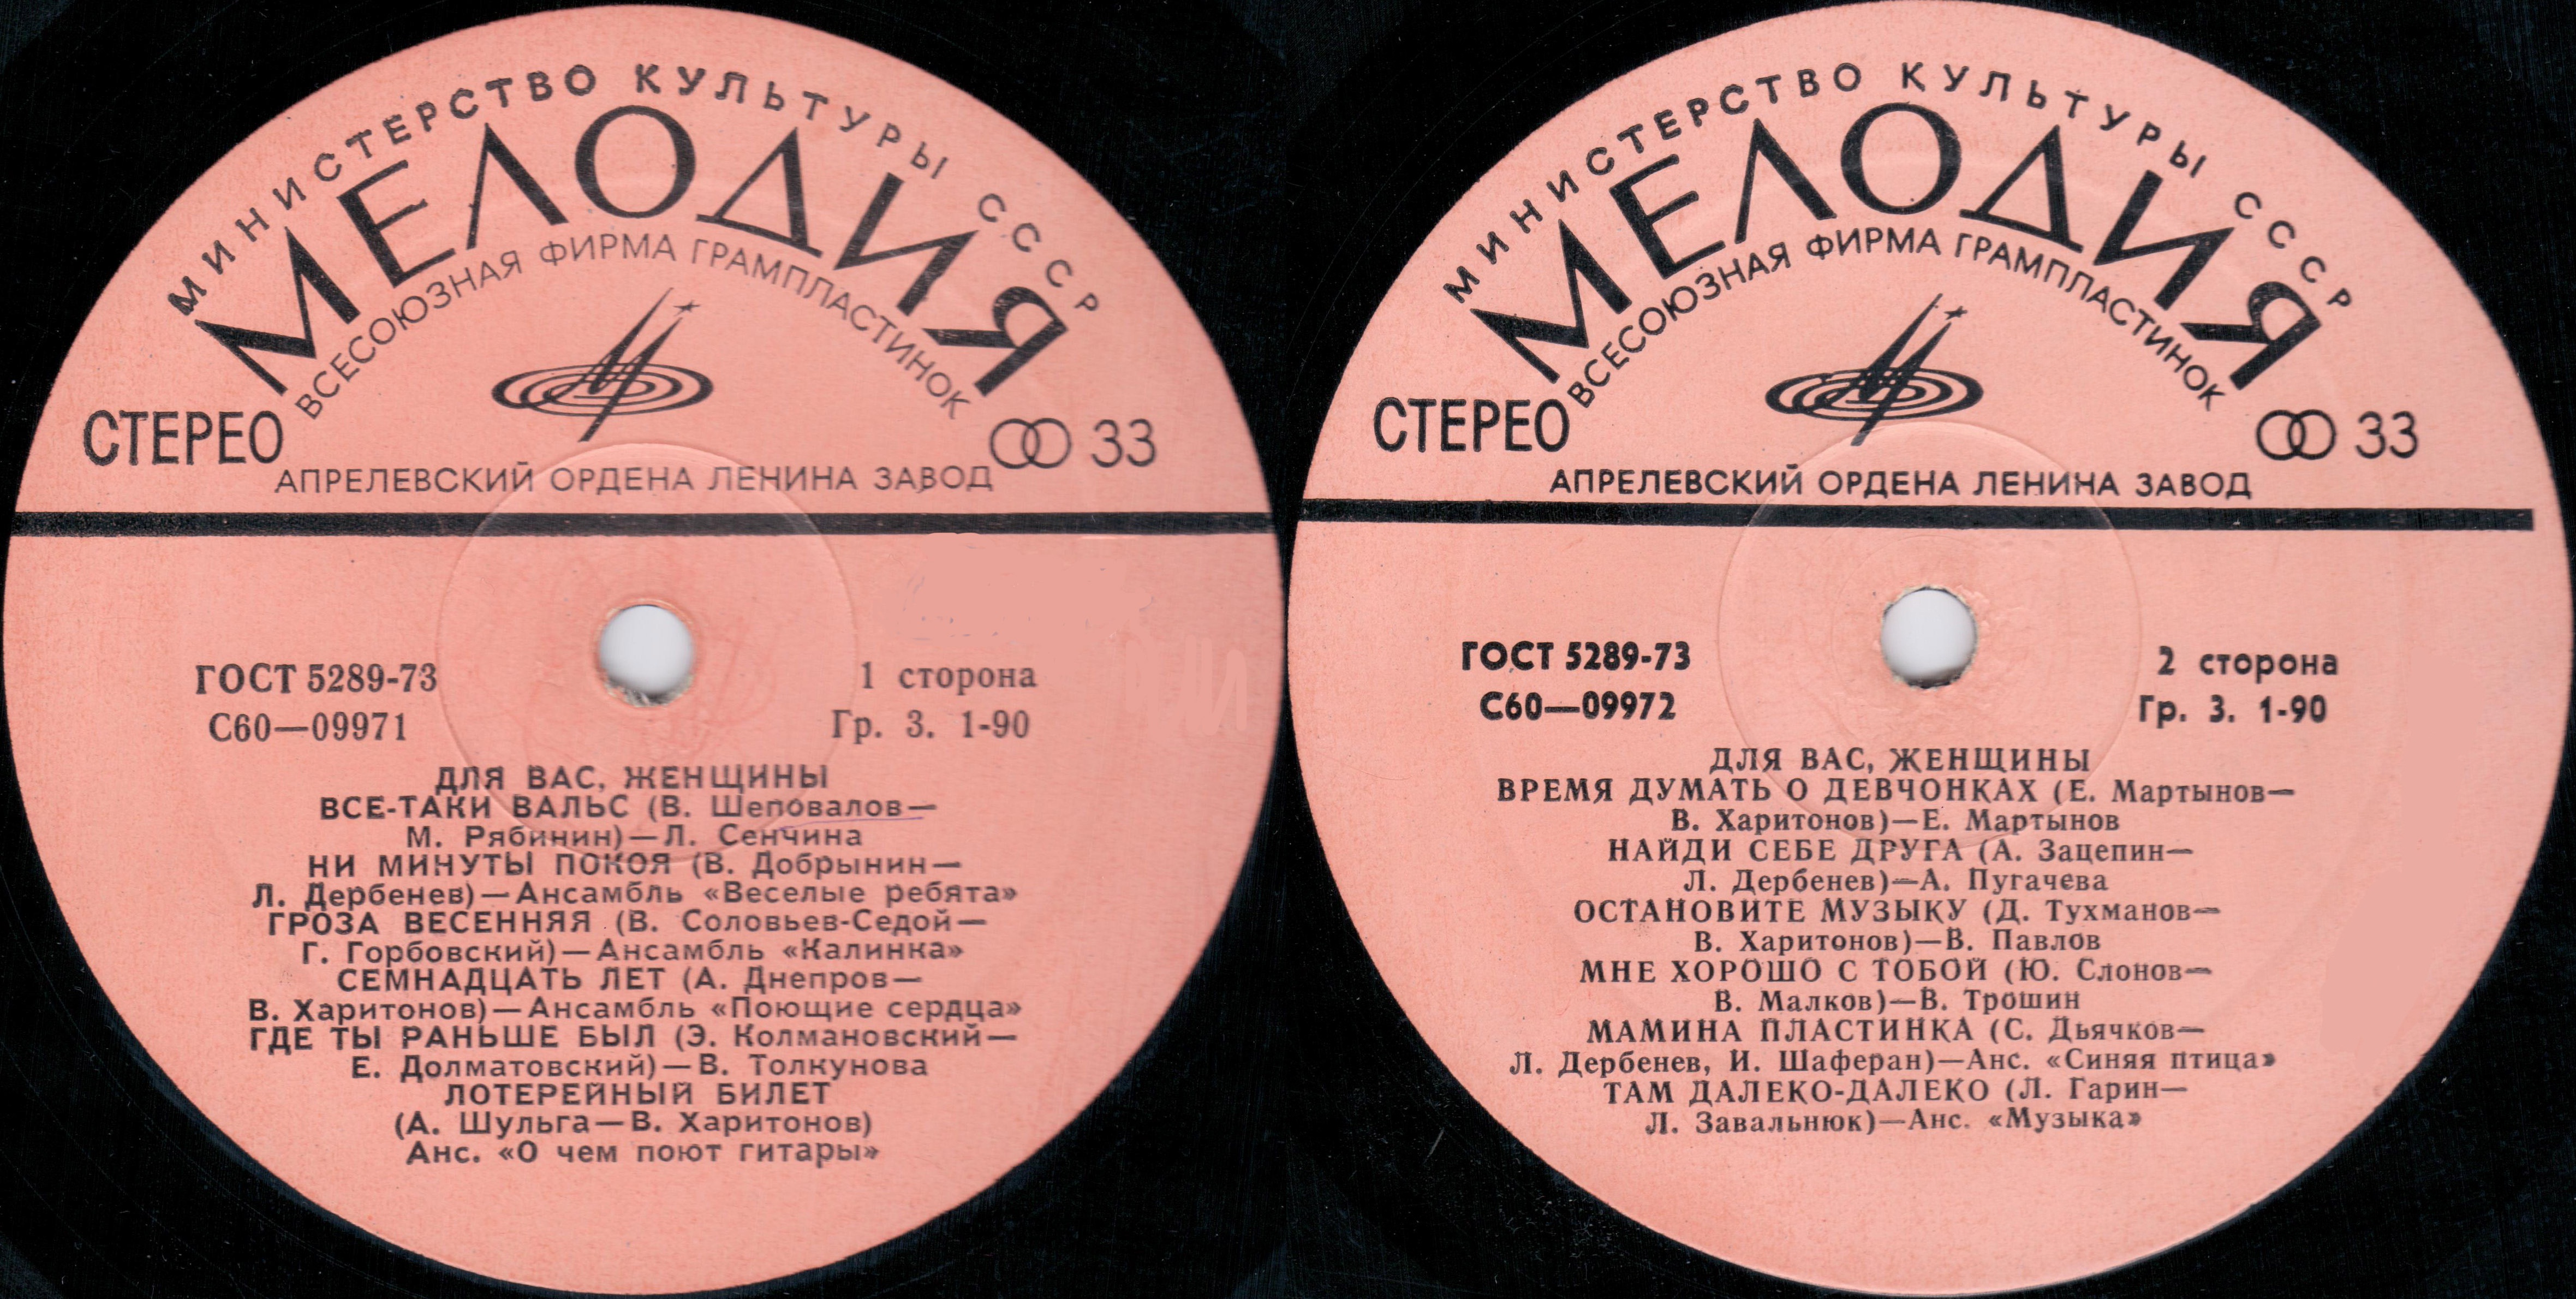 МИНИСТЕРСТВО КУЛЬТУРЫ СССР
МЕЛОДИЯ
ВСЕСОЮЗНАЯ ФИРМА ГРАМПЛАСТИНОК
СТЕРЕО
33
АПРЕЛЕВСКИЙ ОРДЕНА ЛЕНИНА ЗАВОД
ГОСТ 5289-73
С60—09971
1 сторона
Гр. 3. 1-90
ДЛЯ ВАС, ЖЕНЩИНЫ
ВСЕ-ТАКИ ВАЛЬС (В. Шеповалов—
М. Рябинин)—Л. Сенчина
НИ МИНУТЫ ПОКОЯ (В. Добрынин—
Л. Дербенев)—Ансамбль «Веселые ребята»
ГРОЗА ВЕСЕННЯЯ (В. Соловьев-Седой—
Г. Горбовский)—Ансамбль «Калинка»
СЕМНАДЦАТЬ ЛЕТ (А. Днепров—
В. Харитонов)—Ансамбль «Поющие сердца»
ГДЕ ТЫ РАНЬШЕ БЫЛ (Э. Колмановский—
Е. Долматовский)—В. Толкунова
ЛОТЕРЕЙНЫЙ БИЛЕТ
(А. Шульга—В. Харитонов)
Анс. «О чем поют гитары»
МИНИСТЕРСТВО КУЛЬТУРЫ СССР
МЕЛОДИЯ
ВСЕСОЮЗНАЯ ФИРМА ГРАМПЛАСТИНОК
СТЕРЕО
33
АПРЕЛЕВСКИЙ ОРДЕНА ЛЕНИНА ЗАВОД
ГОСТ 5289-73
С60—09972
2 сторона
Гр. 3. 1-90
ДЛЯ ВАС, ЖЕНЩИНЫ
ВРЕМЯ ДУМАТЬ О ДЕВЧОНКАХ (Е. Мартынов—
В. Харитонов)—Е. Мартынов
НАЙДИ СЕБЕ ДРУГА (А. Зацепин—
Л. Дербенев)—А. Пугачева
ОСТАНОВИТЕ МУЗЫКУ (Д. Тухманов—
В. Харитонов)—В. Павлов
МНЕ ХОРОШО С ТОБОЙ (Ю. Слонов—
В. Малков)—В. Трошин
МАМИНА ПЛАСТИНКА (С. Дьячков—
Л. Дербенев, И. Шаферан)—Анс. «Синяя птица»
ТАМ ДАЛЕКО-ДАЛЕКО (Л. Гарин—
Л. Завальнюк)—Анс. «Музыка»